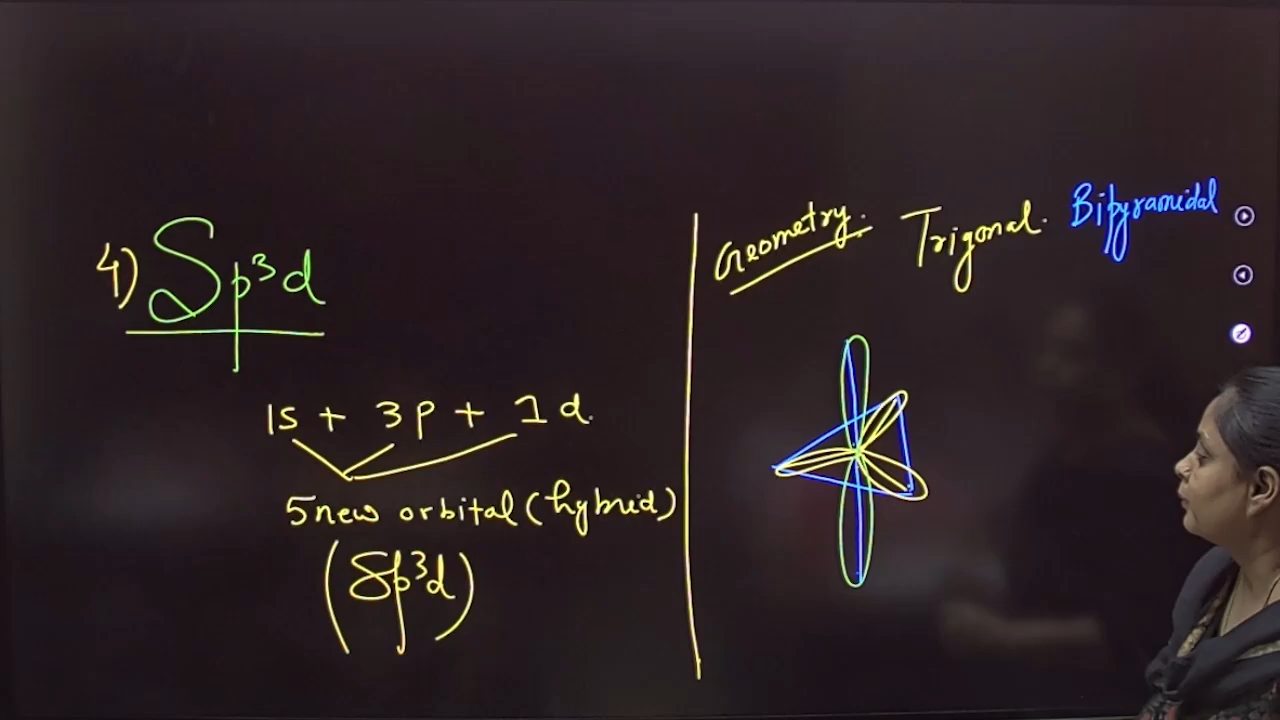 4) Sp³d
1s + 3p + 1d.
5 new orbital (hybrid)
(Sp³d)
Geometry. Trigonal. Bipyramidal